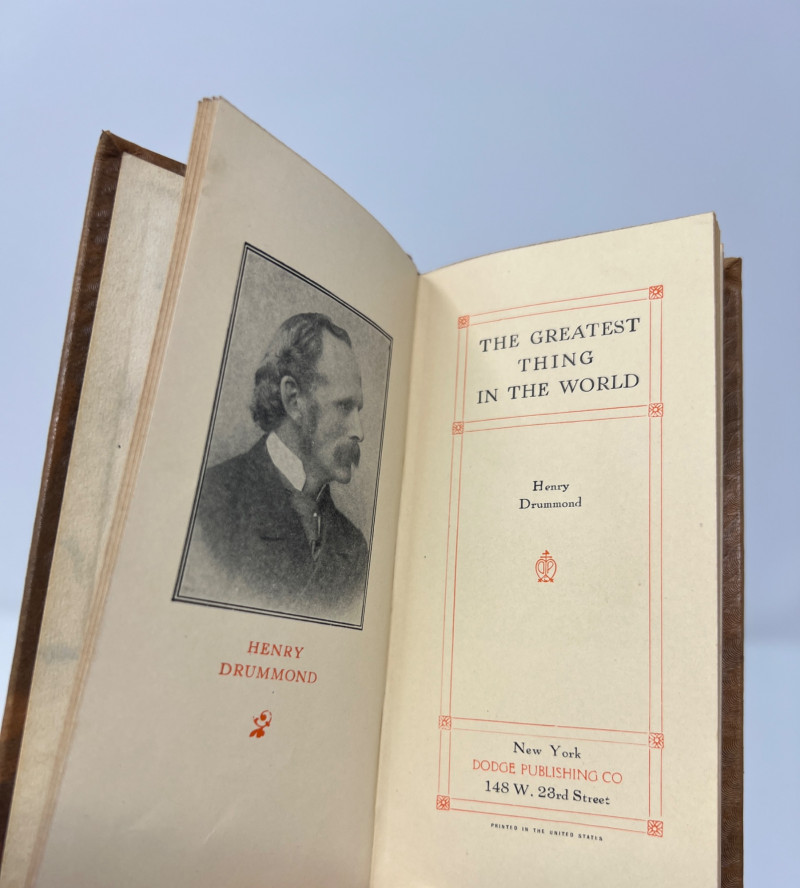 HENRY
DRUMMOND
THE GREATEST
THING
IN THE WORLD
Henry
Drummond
New York
DODGE PUBLISHING CO
148 W. 23rd Street
PRINTED IN THE UNITED STATES